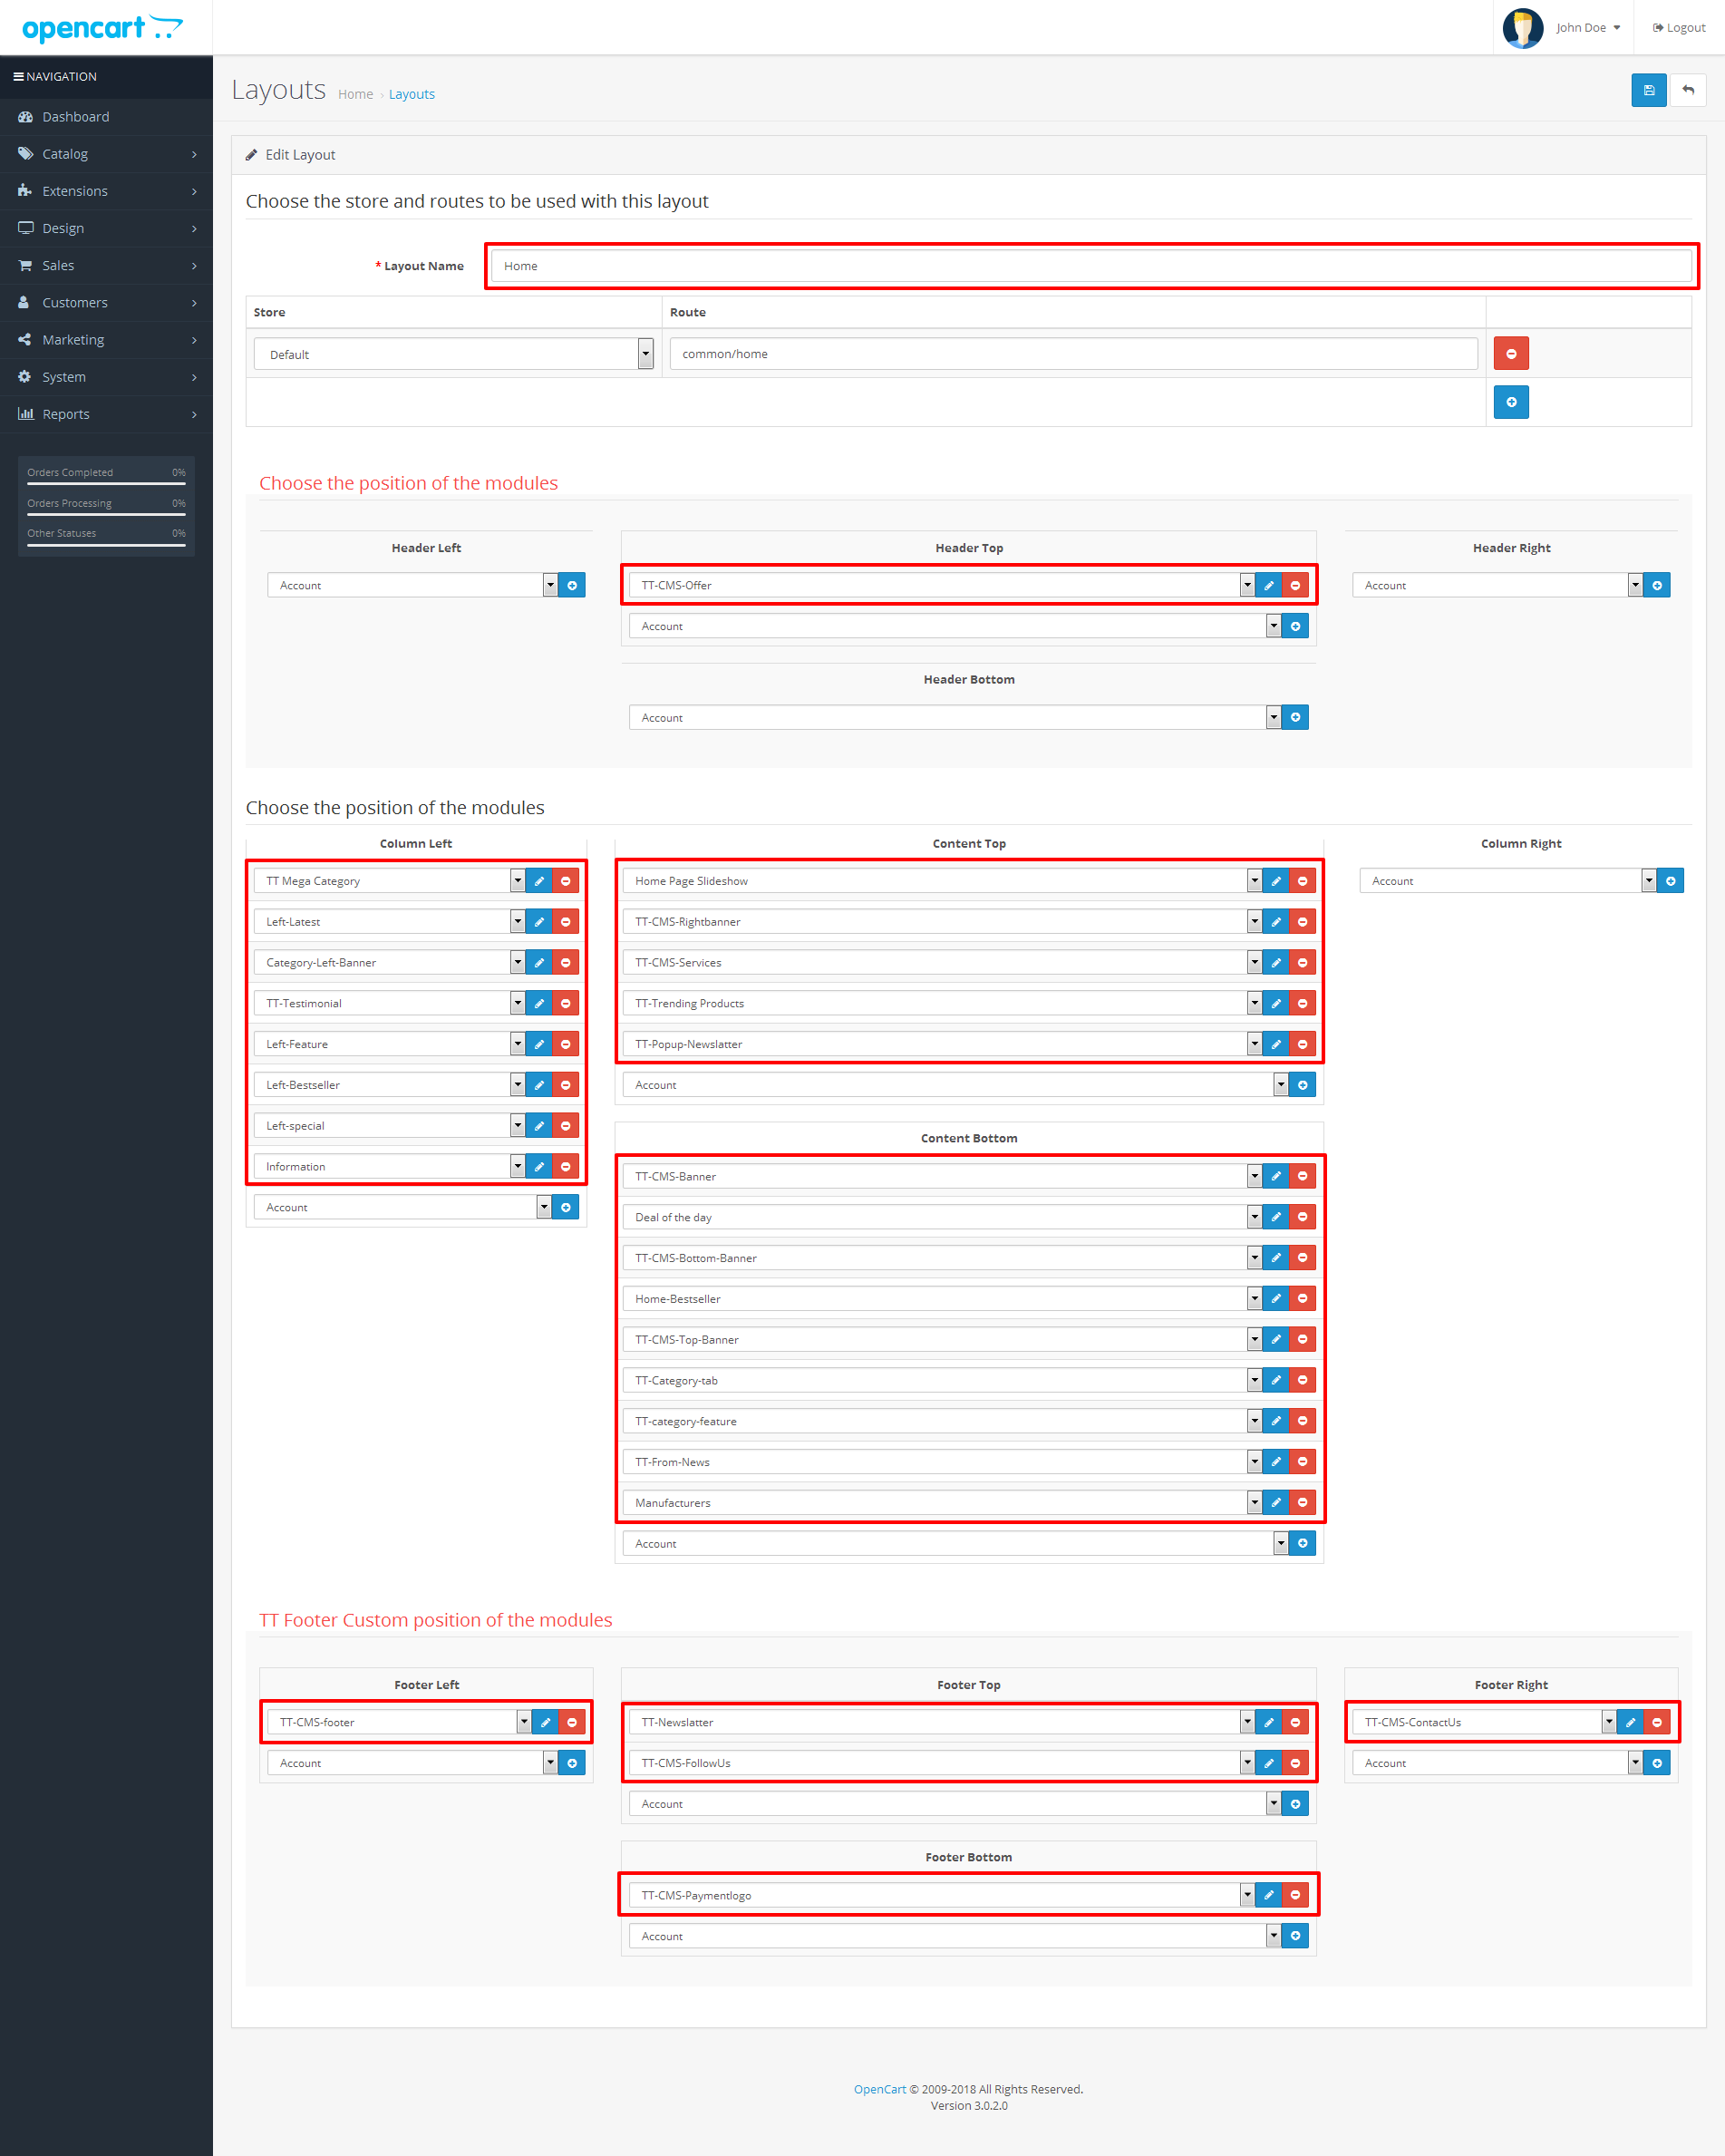 opencart
John Doe
Logout
NAVIGATION
Dashboard
Catalog
Extensions
Design
Sales
Customers
Marketing
System
Reports
Orders Completed 0%
Orders Processing 0%
Other Statuses 0%
Layouts Home › Layouts
Edit Layout
Choose the store and routes to be used with this layout
* Layout Name Home
Store Route
Default common/home
Choose the position of the modules
Header Left
Account
Header Top
TT-CMS-Offer
Account
Header Bottom
Account
Header Right
Account
Choose the position of the modules
Column Left
TT Mega Category
Left-Latest
Category-Left-Banner
TT-Testimonial
Left-Feature
Left-Bestseller
Left-special
Information
Account
Content Top
Home Page Slideshow
TT-CMS-Rightbanner
TT-CMS-Services
TT-Trending Products
TT-Popup-Newslatter
Account
Content Bottom
TT-CMS-Banner
Deal of the day
TT-CMS-Bottom-Banner
Home-Bestseller
TT-CMS-Top-Banner
TT-Category-tab
TT-category-feature
TT-From-News
Manufacturers
Account
Column Right
Account
TT Footer Custom position of the modules
Footer Left
TT-CMS-footer
Account
Footer Top
TT-Newslatter
TT-CMS-FollowUs
Account
Footer Bottom
TT-CMS-Paymentlogo
Account
Footer Right
TT-CMS-ContactUs
Account
OpenCart © 2009-2018 All Rights Reserved.
Version 3.0.2.0